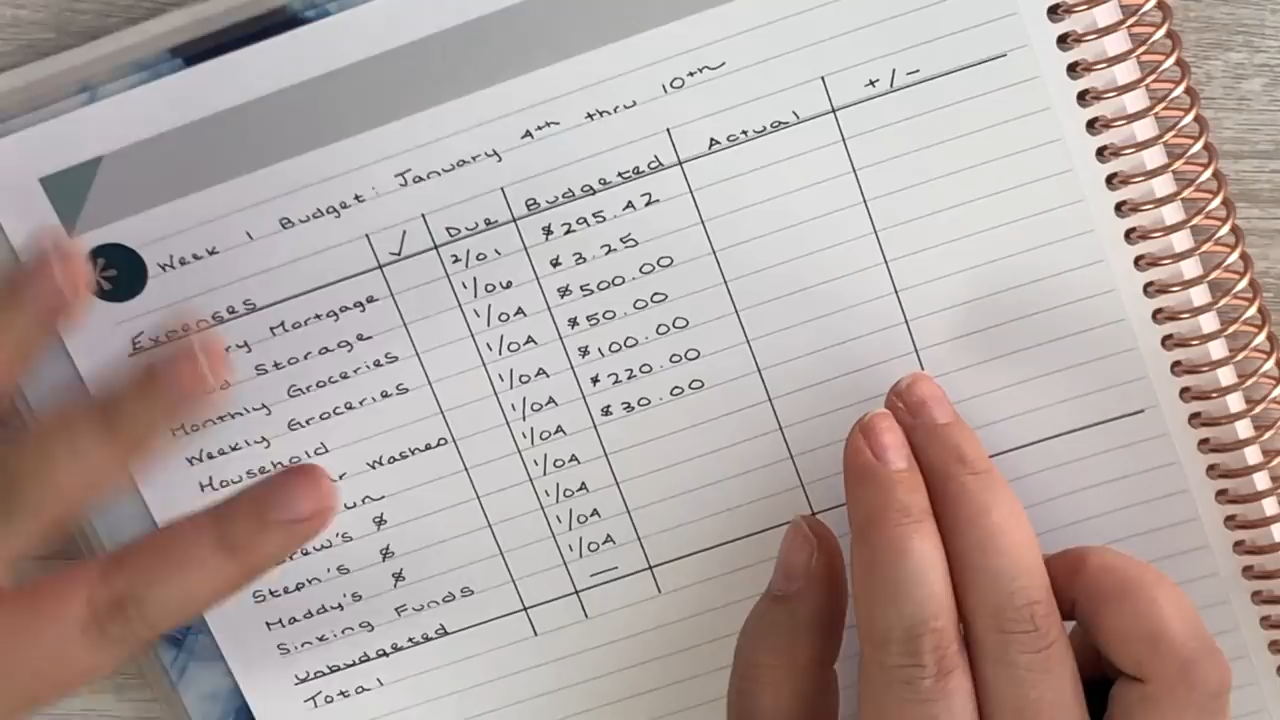 Week 1 Budget: January 4th thru 10th
Expenses ✓ Due Budgeted Actual +/-
Mortgage 2/01 $295.42
Storage 1/06 $3.25
Monthly Groceries 1/04 $500.00
Weekly Groceries 1/04 $50.00
Household 1/04 $100.00
Washes 1/04 $220.00
1/04 $30.00
$ 1/04
Steph's $ 1/04
Maddy's $ 1/04
Sinking Funds 1/04
Unbudgeted —
Total